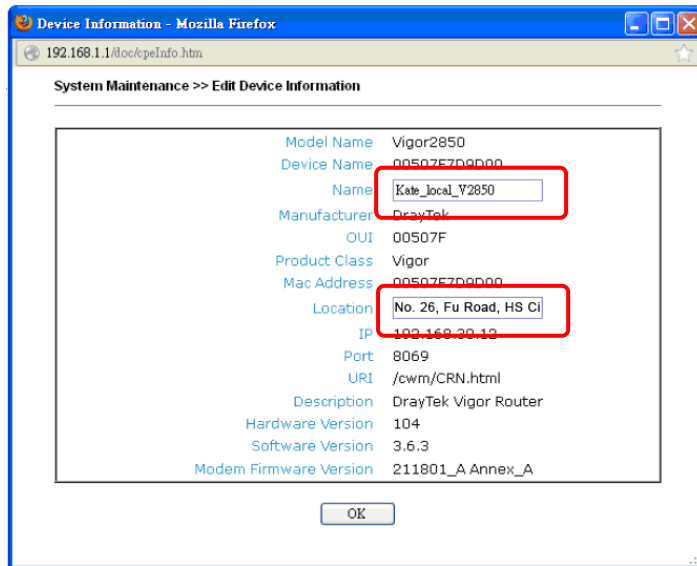 Device Information - Mozilla Firefox
192.168.1.1/doc/cpeInfo.htm
System Maintenance >> Edit Device Information
Model Name Vigor2850
Device Name 00507F7D9D00
Name Kate_local_V2850
Manufacturer DrayTek
OUI 00507F
Product Class Vigor
Mac Address 00507F7D9D00
Location No. 26, Fu Road, HS Ci
IP 192.168.30.12
Port 8069
URI /cwm/CRN.html
Description DrayTek Vigor Router
Hardware Version 104
Software Version 3.6.3
Modem Firmware Version 211801_A Annex_A
OK